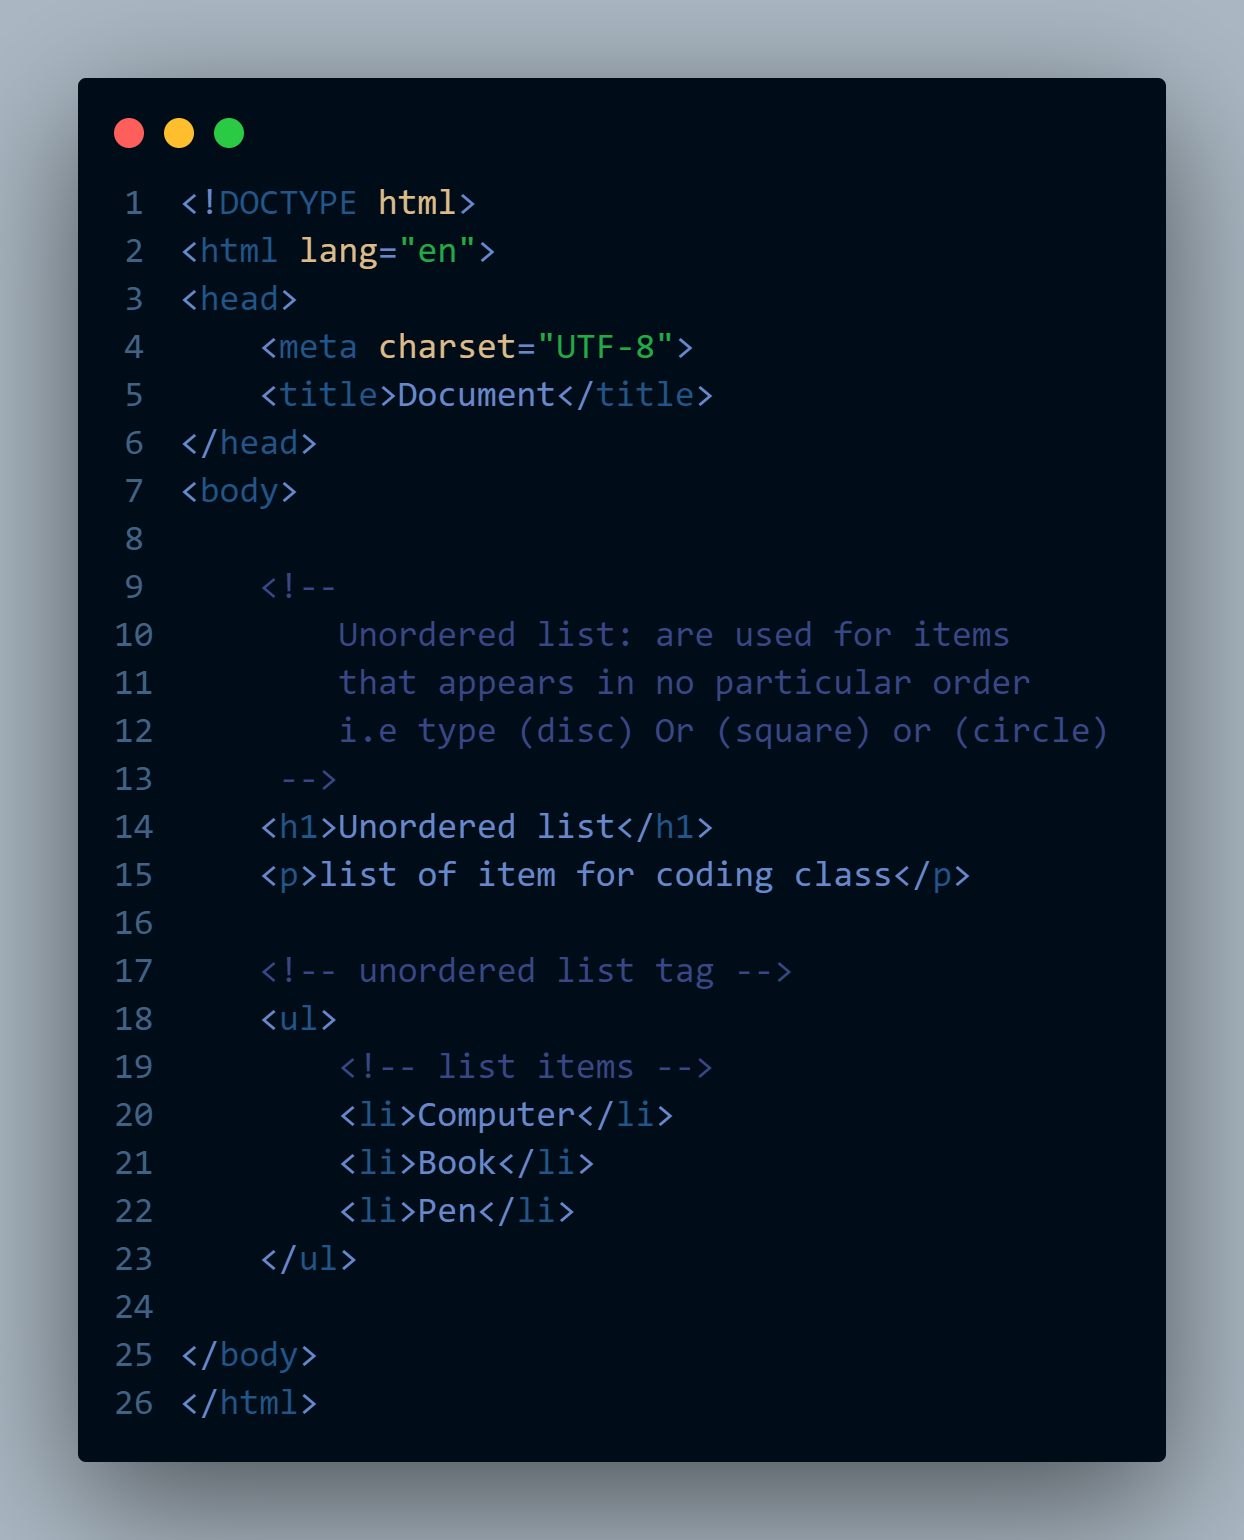 1 <!DOCTYPE html>
2 <html lang="en">
3 <head>
4     <meta charset="UTF-8">
5     <title>Document</title>
6 </head>
7 <body>
8
9     <!--
10         Unordered list: are used for items
11         that appears in no particular order
12         i.e type (disc) Or (square) or (circle)
13      -->
14     <h1>Unordered list</h1>
15     <p>list of item for coding class</p>
16
17     <!-- unordered list tag -->
18     <ul>
19         <!-- list items -->
20         <li>Computer</li>
21         <li>Book</li>
22         <li>Pen</li>
23     </ul>
24
25 </body>
26 </html>